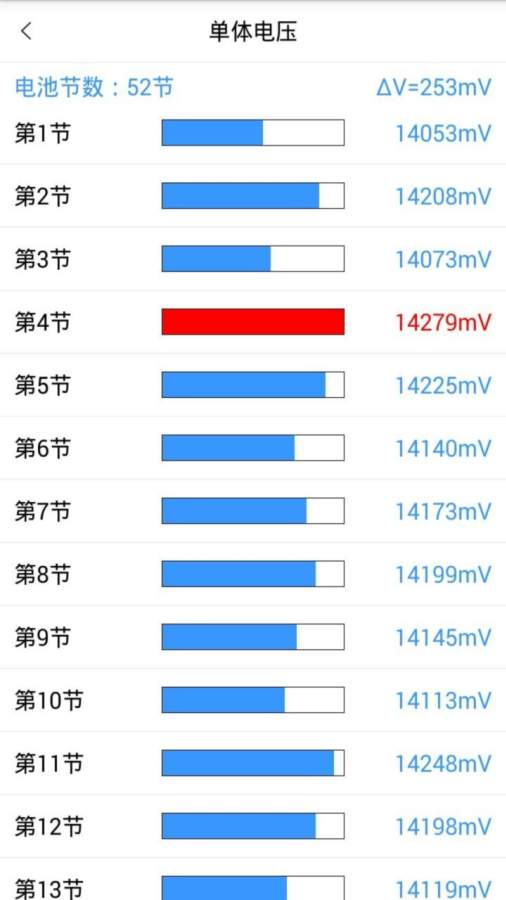 单体电压
电池节数：52节 ΔV=253mV
第1节 14053mV
第2节 14208mV
第3节 14073mV
第4节 14279mV
第5节 14225mV
第6节 14140mV
第7节 14173mV
第8节 14199mV
第9节 14145mV
第10节 14113mV
第11节 14248mV
第12节 14198mV
第13节 14119mV